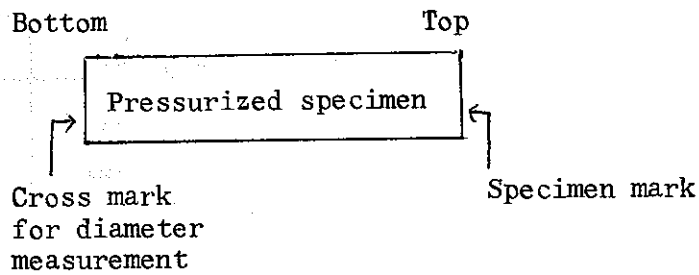 Bottom Top
Pressurized specimen
Cross mark
for diameter
measurement
Specimen mark